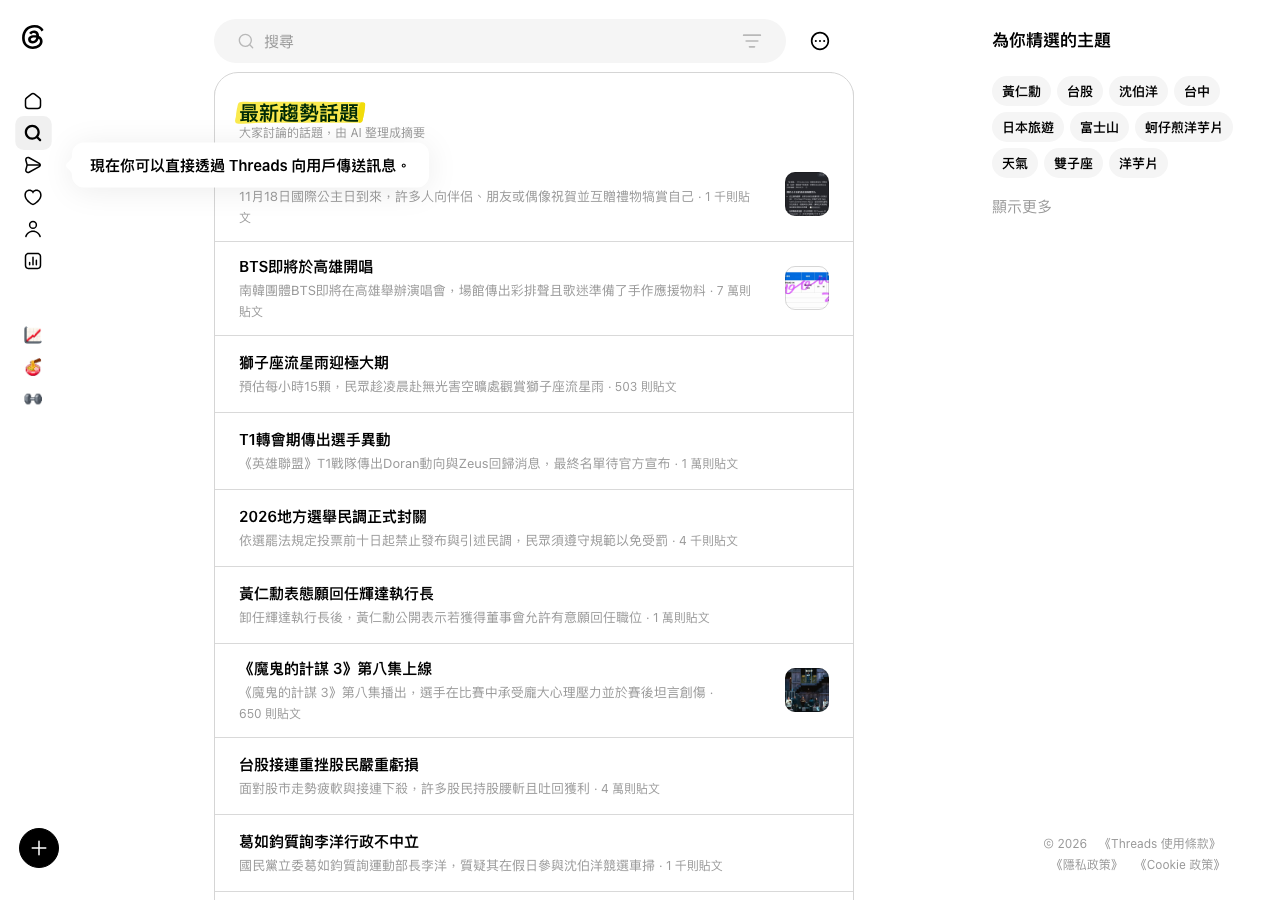 搜尋
最新趨勢話題
大家討論的話題，由 AI 整理成摘要
現在你可以直接透過 Threads 向用戶傳送訊息。
11月18日國際公主日到來，許多人向伴侶、朋友或偶像祝賀並互贈禮物犒賞自己 · 1 千則貼
文
BTS即將於高雄開唱
南韓團體BTS即將在高雄舉辦演唱會，場館傳出彩排聲且歌迷準備了手作應援物料 · 7 萬則
貼文
獅子座流星雨迎極大期
預估每小時15顆，民眾趁凌晨赴無光害空曠處觀賞獅子座流星雨 · 503 則貼文
T1轉會期傳出選手異動
《英雄聯盟》T1戰隊傳出Doran動向與Zeus回歸消息，最終名單待官方宣布 · 1 萬則貼文
2026地方選舉民調正式封關
依選罷法規定投票前十日起禁止發布與引述民調，民眾須遵守規範以免受罰 · 4 千則貼文
黃仁勳表態願回任輝達執行長
卸任輝達執行長後，黃仁勳公開表示若獲得董事會允許有意願回任職位 · 1 萬則貼文
《魔鬼的計謀 3》第八集上線
《魔鬼的計謀 3》第八集播出，選手在比賽中承受龐大心理壓力並於賽後坦言創傷 ·
650 則貼文
台股接連重挫股民嚴重虧損
面對股市走勢疲軟與接連下殺，許多股民持股腰斬且吐回獲利 · 4 萬則貼文
葛如鈞質詢李洋行政不中立
國民黨立委葛如鈞質詢運動部長李洋，質疑其在假日參與沈伯洋競選車掃 · 1 千則貼文
為你精選的主題
黃仁勳 台股 沈伯洋 台中
日本旅遊 富士山 蚵仔煎洋芋片
天氣 雙子座 洋芋片
顯示更多
© 2026 《Threads 使用條款》
《隱私政策》 《Cookie 政策》